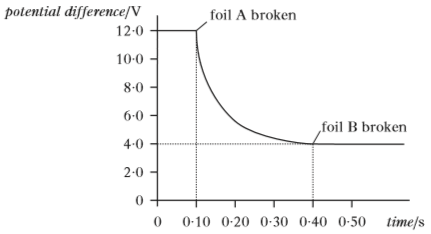 potential difference/V
foil A broken
12·0
10·0
8·0
6·0
foil B broken
4·0
2·0
0
0 0·10 0·20 0·30 0·40 0·50 time/s